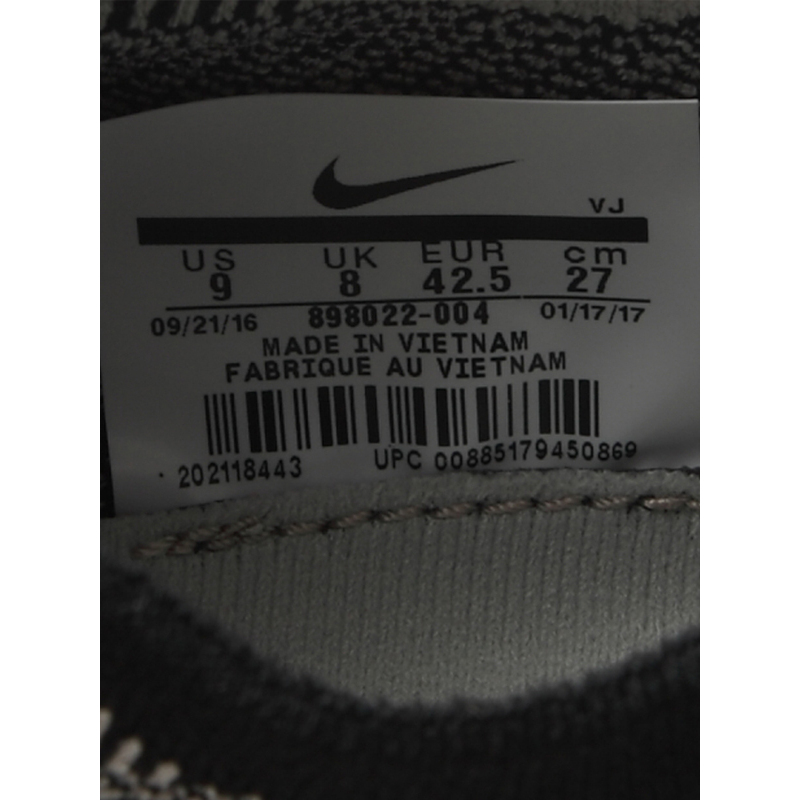 VJ
US UK EUR cm
9 8 42.5 27
09/21/16 898022-004 01/17/17
MADE IN VIETNAM
FABRIQUE AU VIETNAM
202118443 UPC 00885179450869